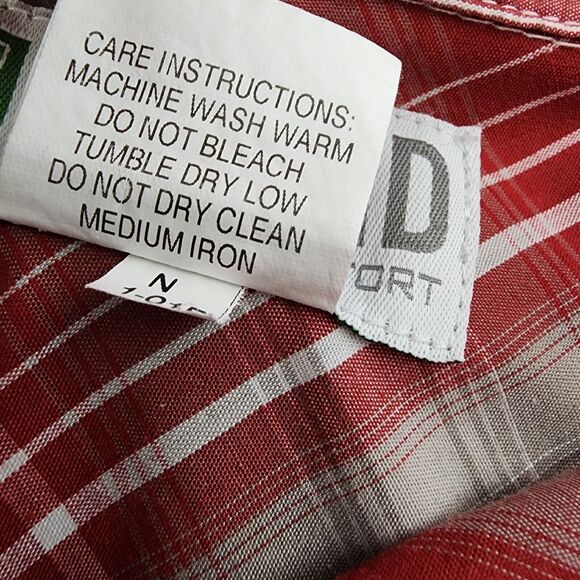 CARE INSTRUCTIONS:
MACHINE WASH WARM
DO NOT BLEACH
TUMBLE DRY LOW
DO NOT DRY CLEAN
MEDIUM IRON
N